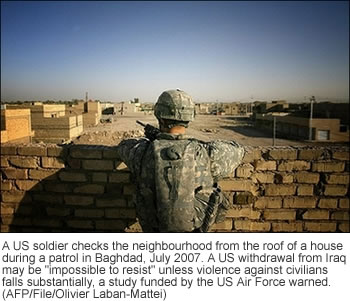 A US soldier checks the neighbourhood from the roof of a house
during a patrol in Baghdad, July 2007. A US withdrawal from Iraq
may be "impossible to resist" unless violence against civilians
falls substantially, a study funded by the US Air Force warned.
(AFP/File/Olivier Laban-Mattei)